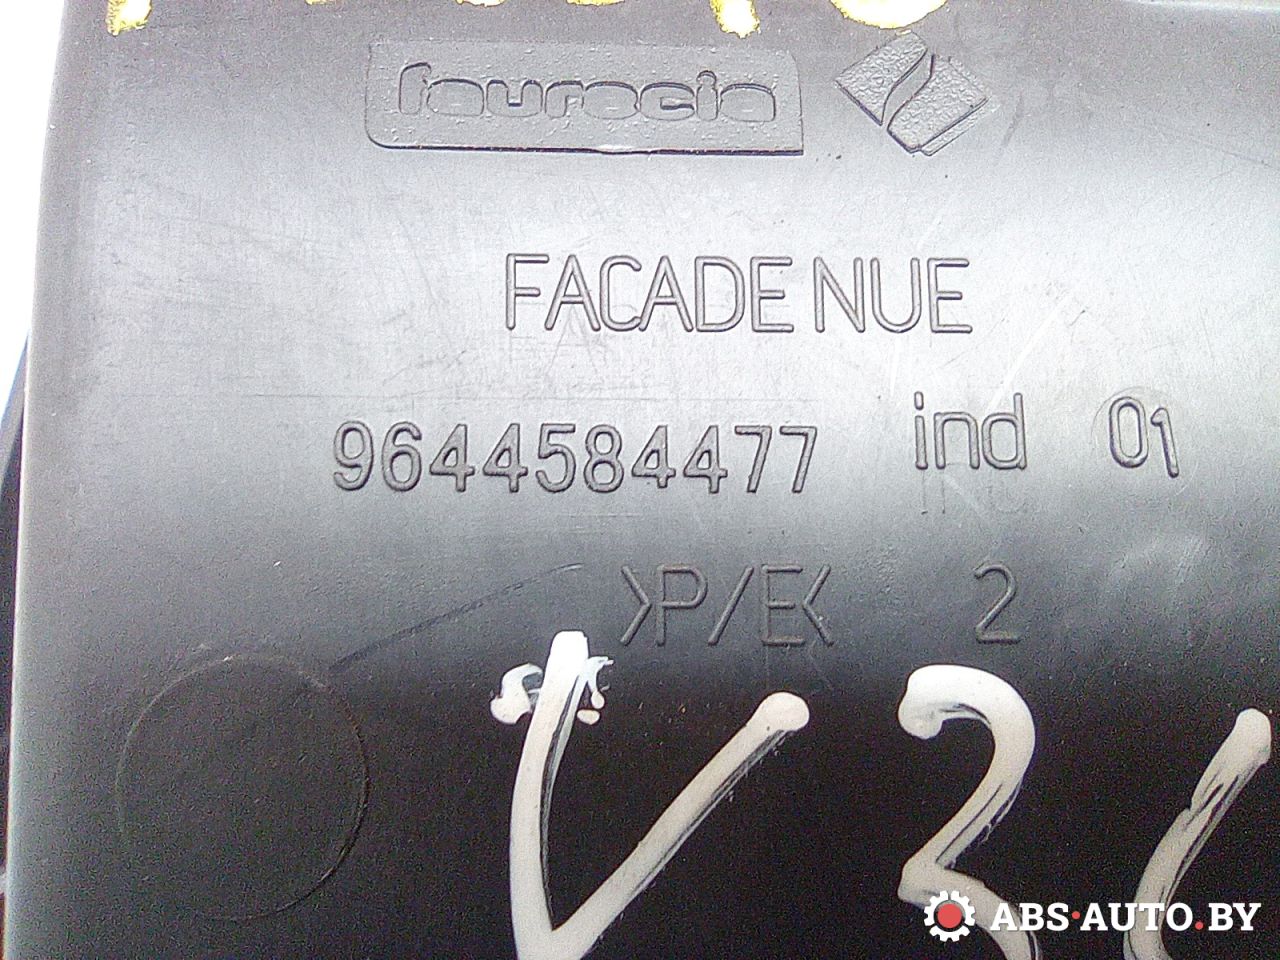 faurecia
FACADE NUE
9644584477 ind 01
>P/E< 2
V3
ABS·AUTO.BY